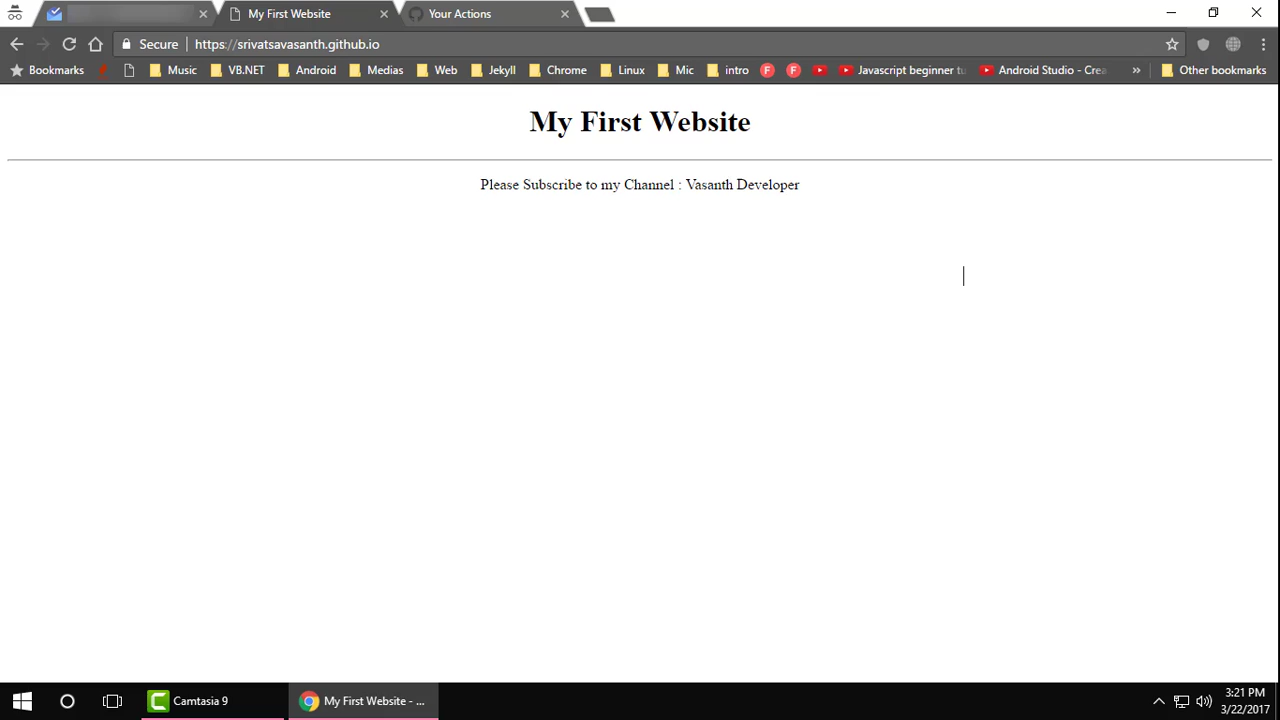 My First Website
Your Actions
Secure
https://srivatsavasanth.github.io
Bookmarks
Music
VB.NET
Android
Medias
Web
Jekyll
Chrome
Linux
Mic
intro
F
F
Javascript beginner tu
Android Studio - Crea
»
Other bookmarks
My First Website
Please Subscribe to my Channel : Vasanth Developer
C
Camtasia 9
My First Website - ...
3:21 PM
3/22/2017